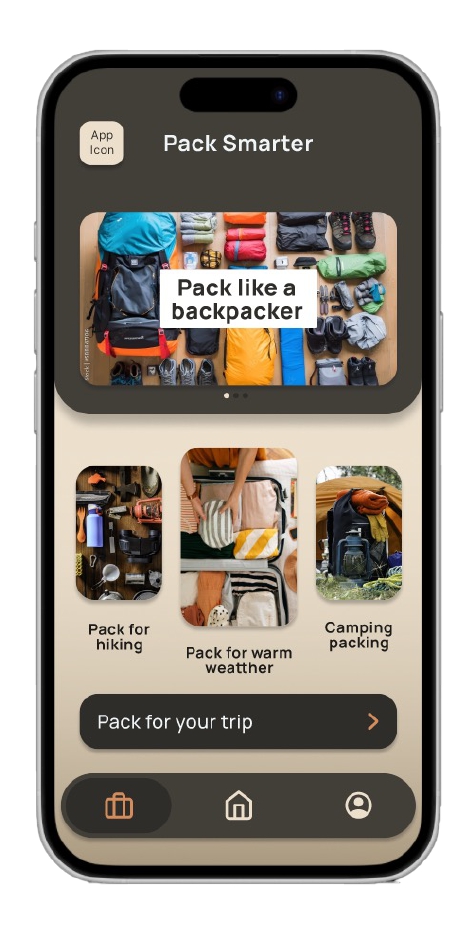 App
Icon
Pack Smarter
Pack like a
backpacker
Pack for
hiking
Pack for warm
weatther
Camping
packing
Pack for your trip